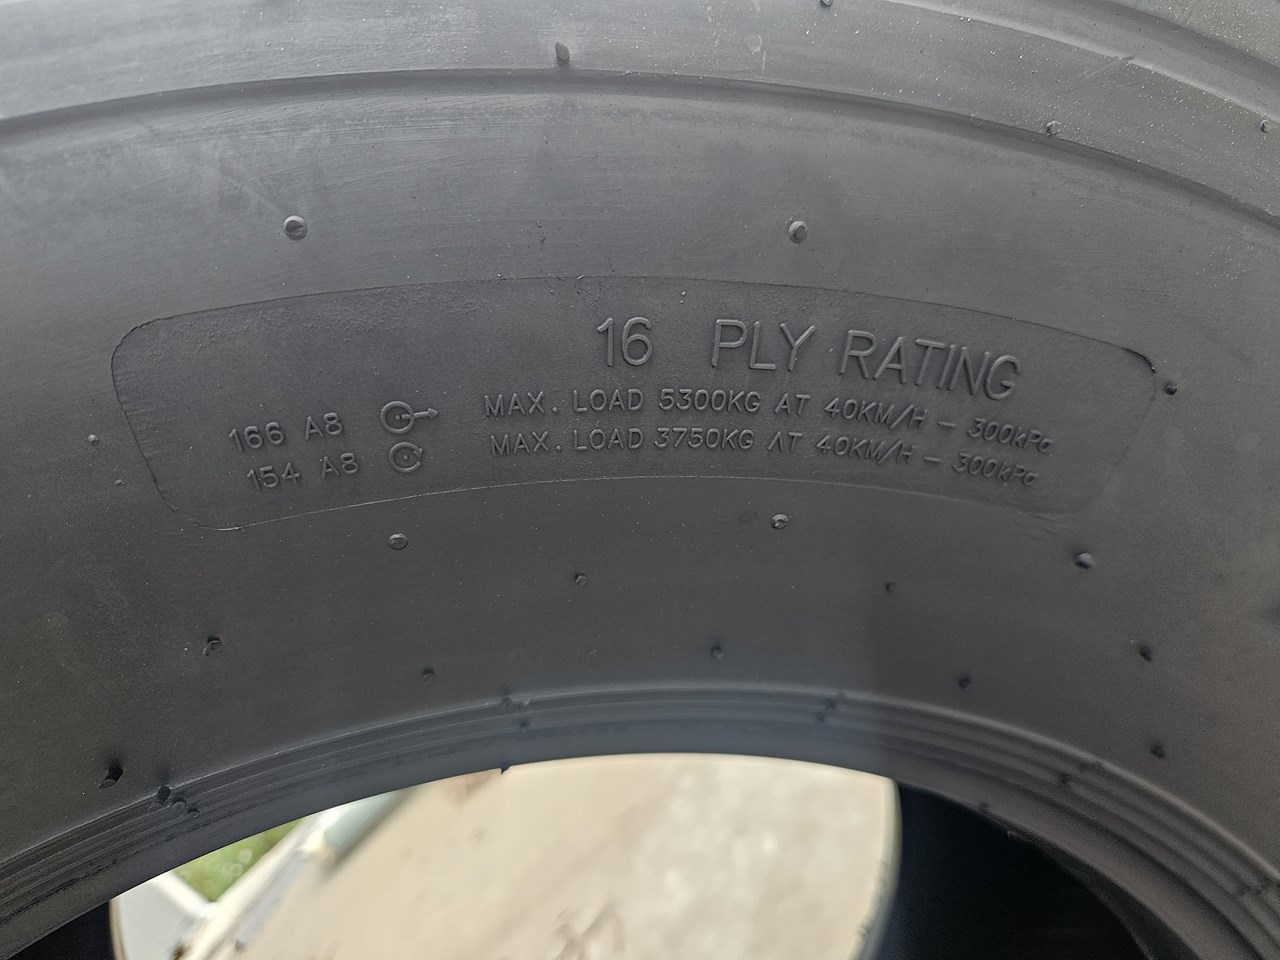 16 PLY RATING
166 A8 MAX. LOAD 5300KG AT 40KM/H - 300kPa
154 A8 MAX. LOAD 3750KG AT 40KM/H - 300kPa